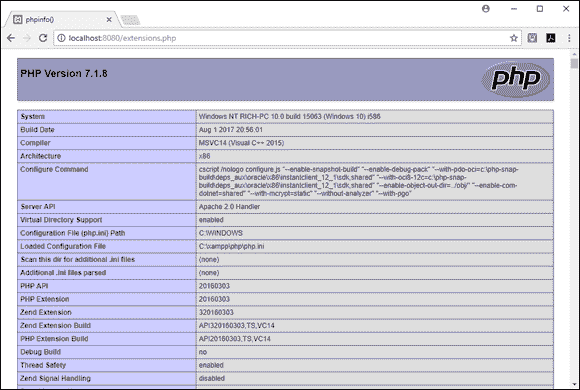 phpinfo()
localhost:8080/extensions.php
PHP Version 7.1.8
php
System Windows NT RICH-PC 10.0 build 15063 (Windows 10) i586
Build Date Aug 1 2017 20:56:01
Compiler MSVC14 (Visual C++ 2015)
Architecture x86
Configure Command cscript /nologo configure.js "--enable-snapshot-build" "--enable-debug-pack" "--with-pdo-oci=c:\php-snap-
build\deps_aux\oracle\x86\instantclient_12_1\sdk,shared" "--with-oci8-12c=c:\php-snap-
build\deps_aux\oracle\x86\instantclient_12_1\sdk,shared" "--enable-object-out-dir=../obj/" "--enable-com-
dotnet=shared" "--with-mcrypt=static" "--without-analyzer" "--with-pgo"
Server API Apache 2.0 Handler
Virtual Directory Support enabled
Configuration File (php.ini) Path C:\WINDOWS
Loaded Configuration File C:\xampp\php\php.ini
Scan this dir for additional .ini files (none)
Additional .ini files parsed (none)
PHP API 20160303
PHP Extension 20160303
Zend Extension 320160303
Zend Extension Build API320160303,TS,VC14
PHP Extension Build API20160303,TS,VC14
Debug Build no
Thread Safety enabled
Zend Signal Handling disabled